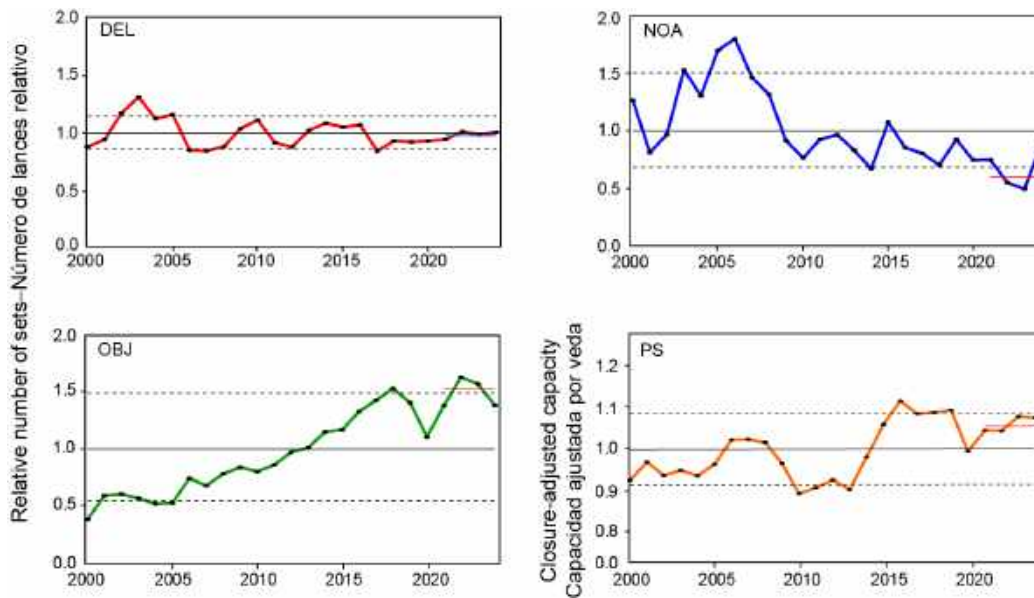 Relative number of sets–Número de lances relativo
DEL
2.0
1.5
1.0
0.5
0.0
2000 2005 2010 2015 2020
NOA
2.0
1.5
1.0
0.5
0.0
2000 2005 2010 2015 2020
OBJ
2.0
1.5
1.0
0.5
0.0
2000 2005 2010 2015 2020
Closure-adjusted capacity
Capacidad ajustada por veda
PS
1.2
1.1
1.0
0.9
0.8
0.0
2000 2005 2010 2015 2020